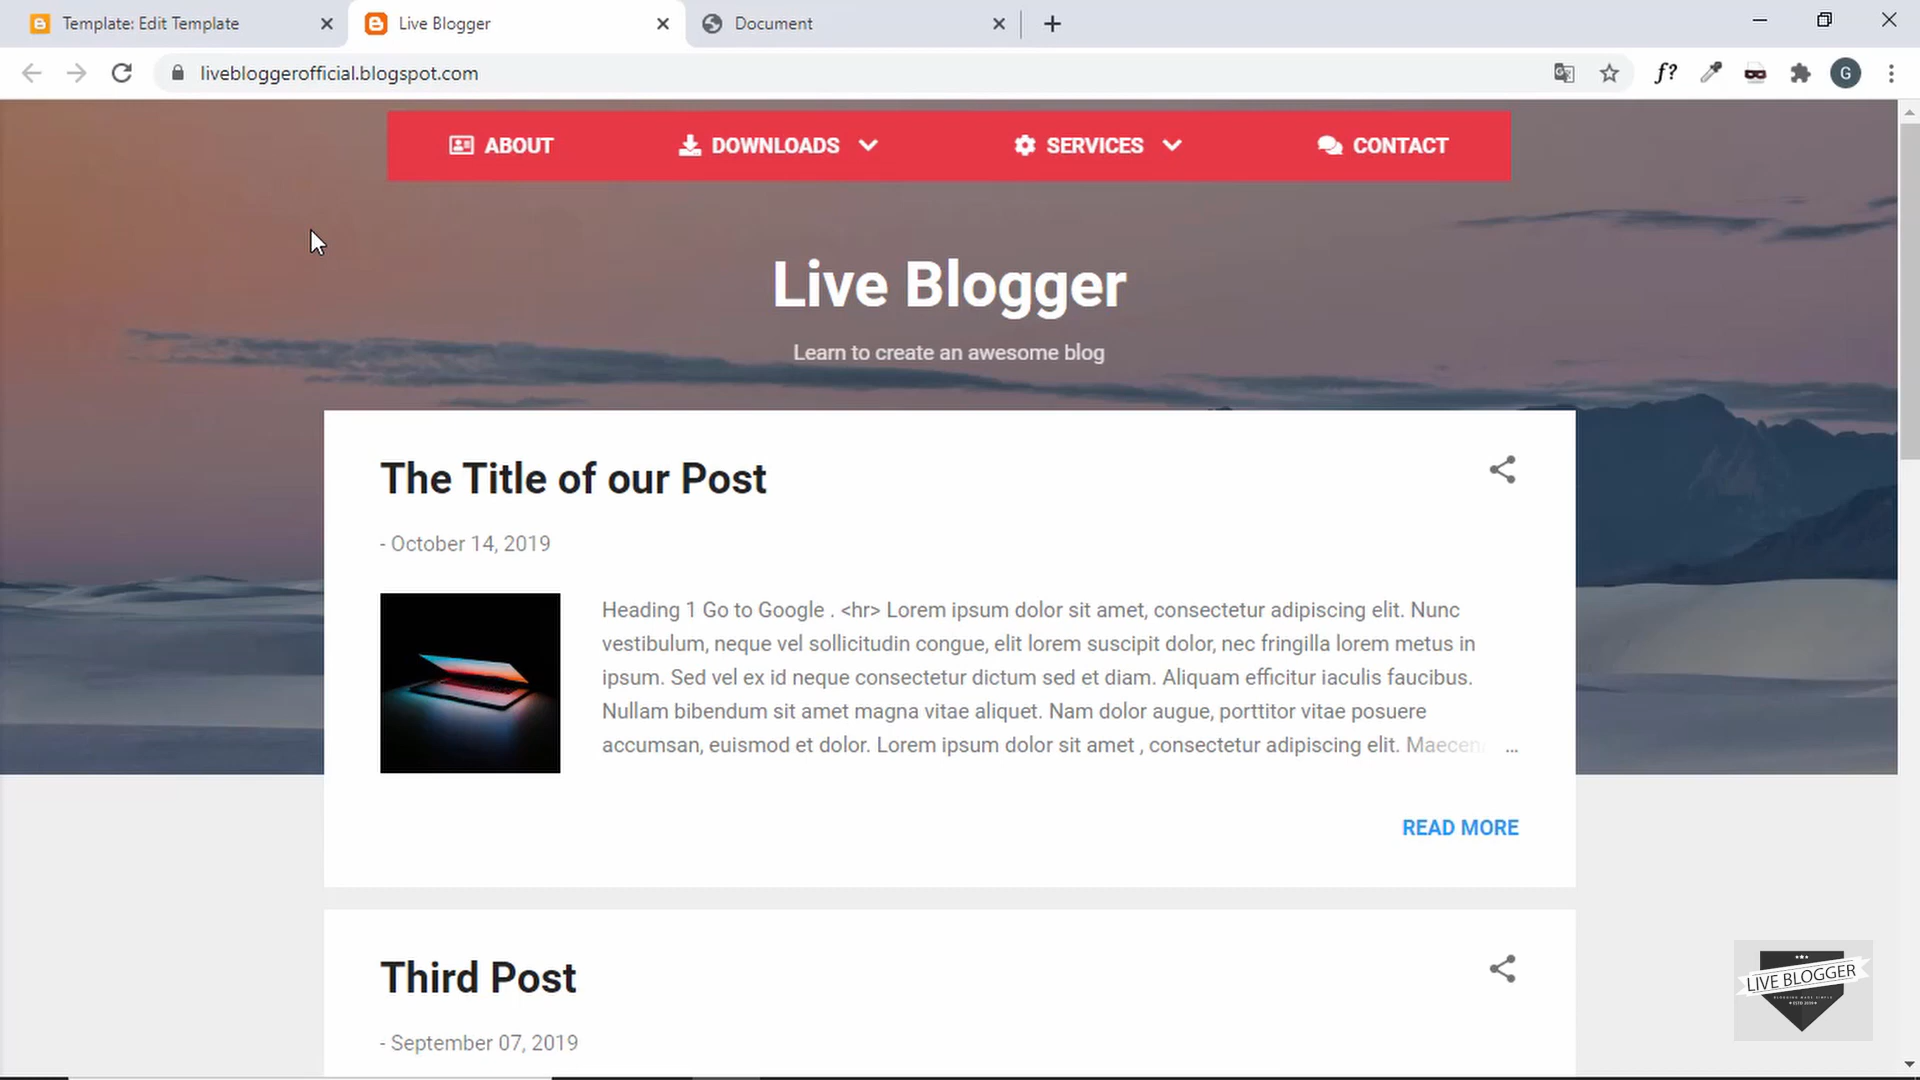 Template: Edit Template
Live Blogger
Document
livebloggerofficial.blogspot.com
f?
G
ABOUT
DOWNLOADS
SERVICES
CONTACT
Live Blogger
Learn to create an awesome blog
The Title of our Post
- October 14, 2019
Heading 1 Go to Google . <hr> Lorem ipsum dolor sit amet, consectetur adipiscing elit. Nunc
vestibulum, neque vel sollicitudin congue, elit lorem suscipit dolor, nec fringilla lorem metus in
ipsum. Sed vel ex id neque consectetur dictum sed et diam. Aliquam efficitur iaculis faucibus.
Nullam bibendum sit amet magna vitae aliquet. Nam dolor augue, porttitor vitae posuere
accumsan, euismod et dolor. Lorem ipsum dolor sit amet , consectetur adipiscing elit. Maecen ...
READ MORE
Third Post
- September 07, 2019
LIVE BLOGGER